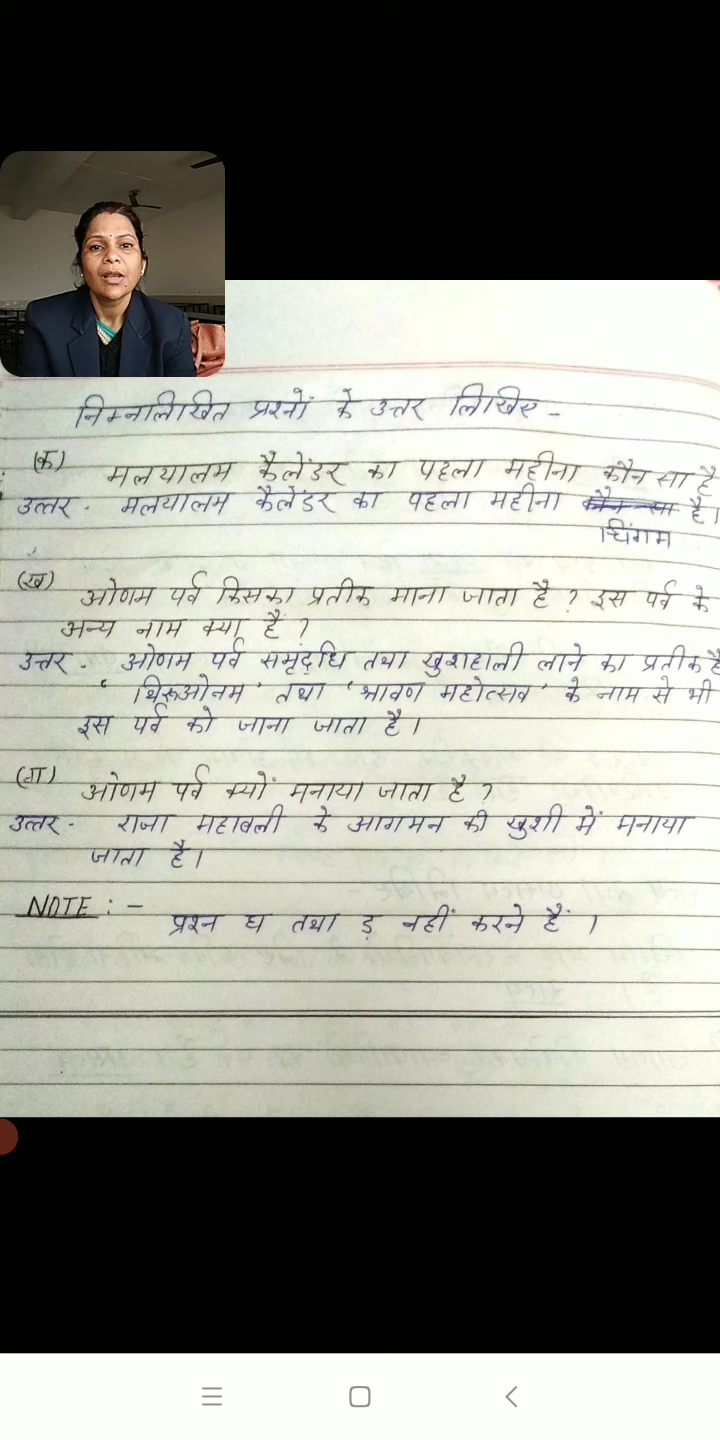 निम्नलिखित प्रश्नों के उत्तर लिखिए -
(क) मलयालम कैलेंडर का पहला महीना कौन सा है
उत्तर - मलयालम कैलेंडर का पहला महीना कौन सा है।
चिंगम
(ख) ओणम पर्व किसका प्रतीक माना जाता है ? इस पर्व के
अन्य नाम क्या हैं ?
उत्तर - ओणम पर्व समृद्धि तथा खुशहाली लाने का प्रतीक है
' थिरूओनम ' तथा ' श्रावण महोत्सव ' के नाम से भी
इस पर्व को जाना जाता है।
(ग) ओणम पर्व क्यों मनाया जाता है ?
उत्तर - राजा महाबली के आगमन की खुशी में मनाया
जाता है।
NOTE : -
प्रश्न घ तथा ड़ नहीं करने हैं ।